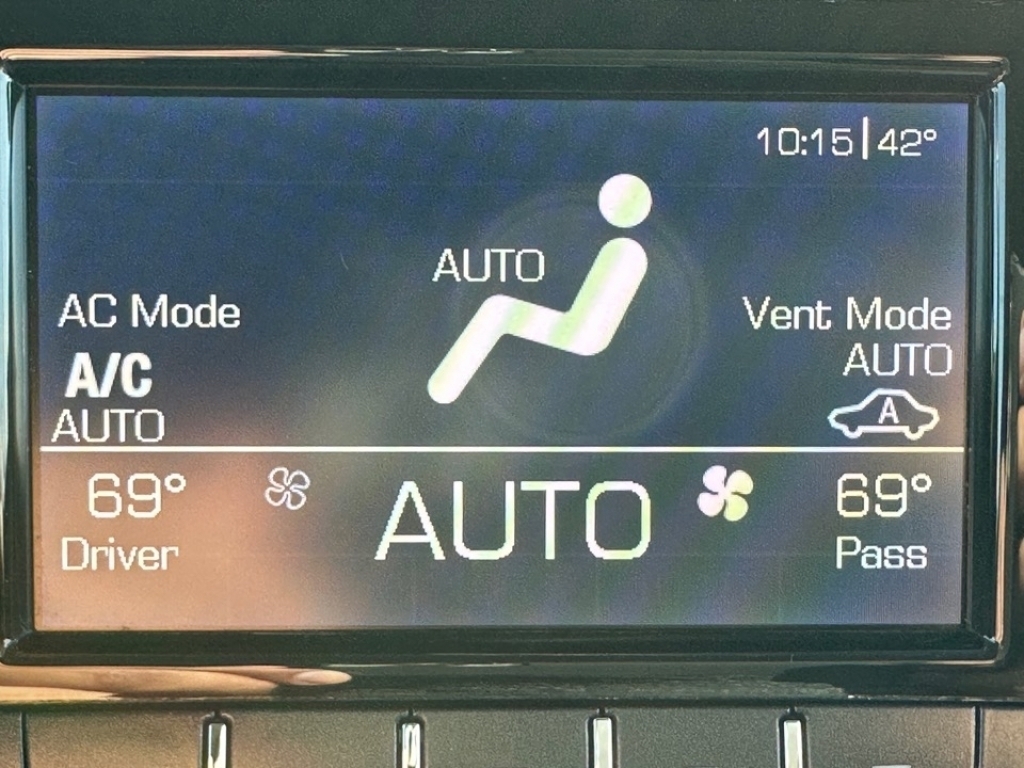 10:15|42°
AUTO
AC Mode
A/C
AUTO
Vent Mode
AUTO
A
69°
Driver
AUTO
69°
Pass